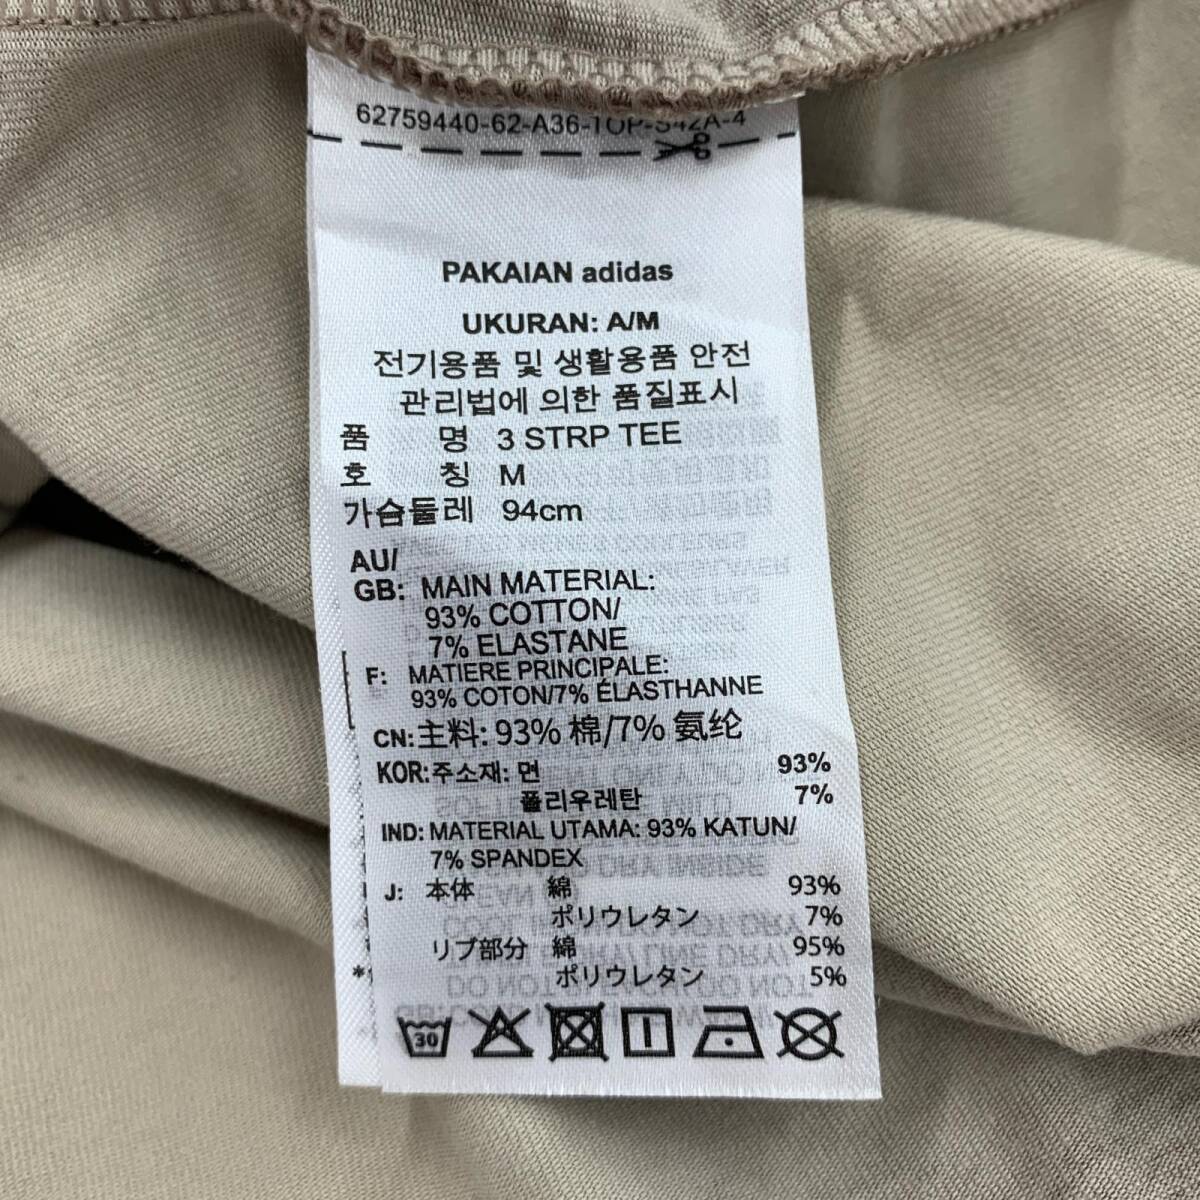 62759440-62-A36-TOP-S42A-4
PAKAIAN adidas
UKURAN: A/M
전기용품 및 생활용품 안전
관리법에 의한 품질표시
품 명 3 STRP TEE
호 칭 M
가슴둘레 94cm
AU/
GB: MAIN MATERIAL:
93% COTTON/
7% ELASTANE
F: MATIERE PRINCIPALE:
93% COTON/7% ÉLASTHANNE
CN: 主料: 93% 棉/7% 氨纶
KOR: 주소재: 면 93%
폴리우레탄 7%
IND: MATERIAL UTAMA: 93% KATUN/
7% SPANDEX
J: 本体 綿 93%
ポリウレタン 7%
リブ部分 綿 95%
ポリウレタン 5%
30